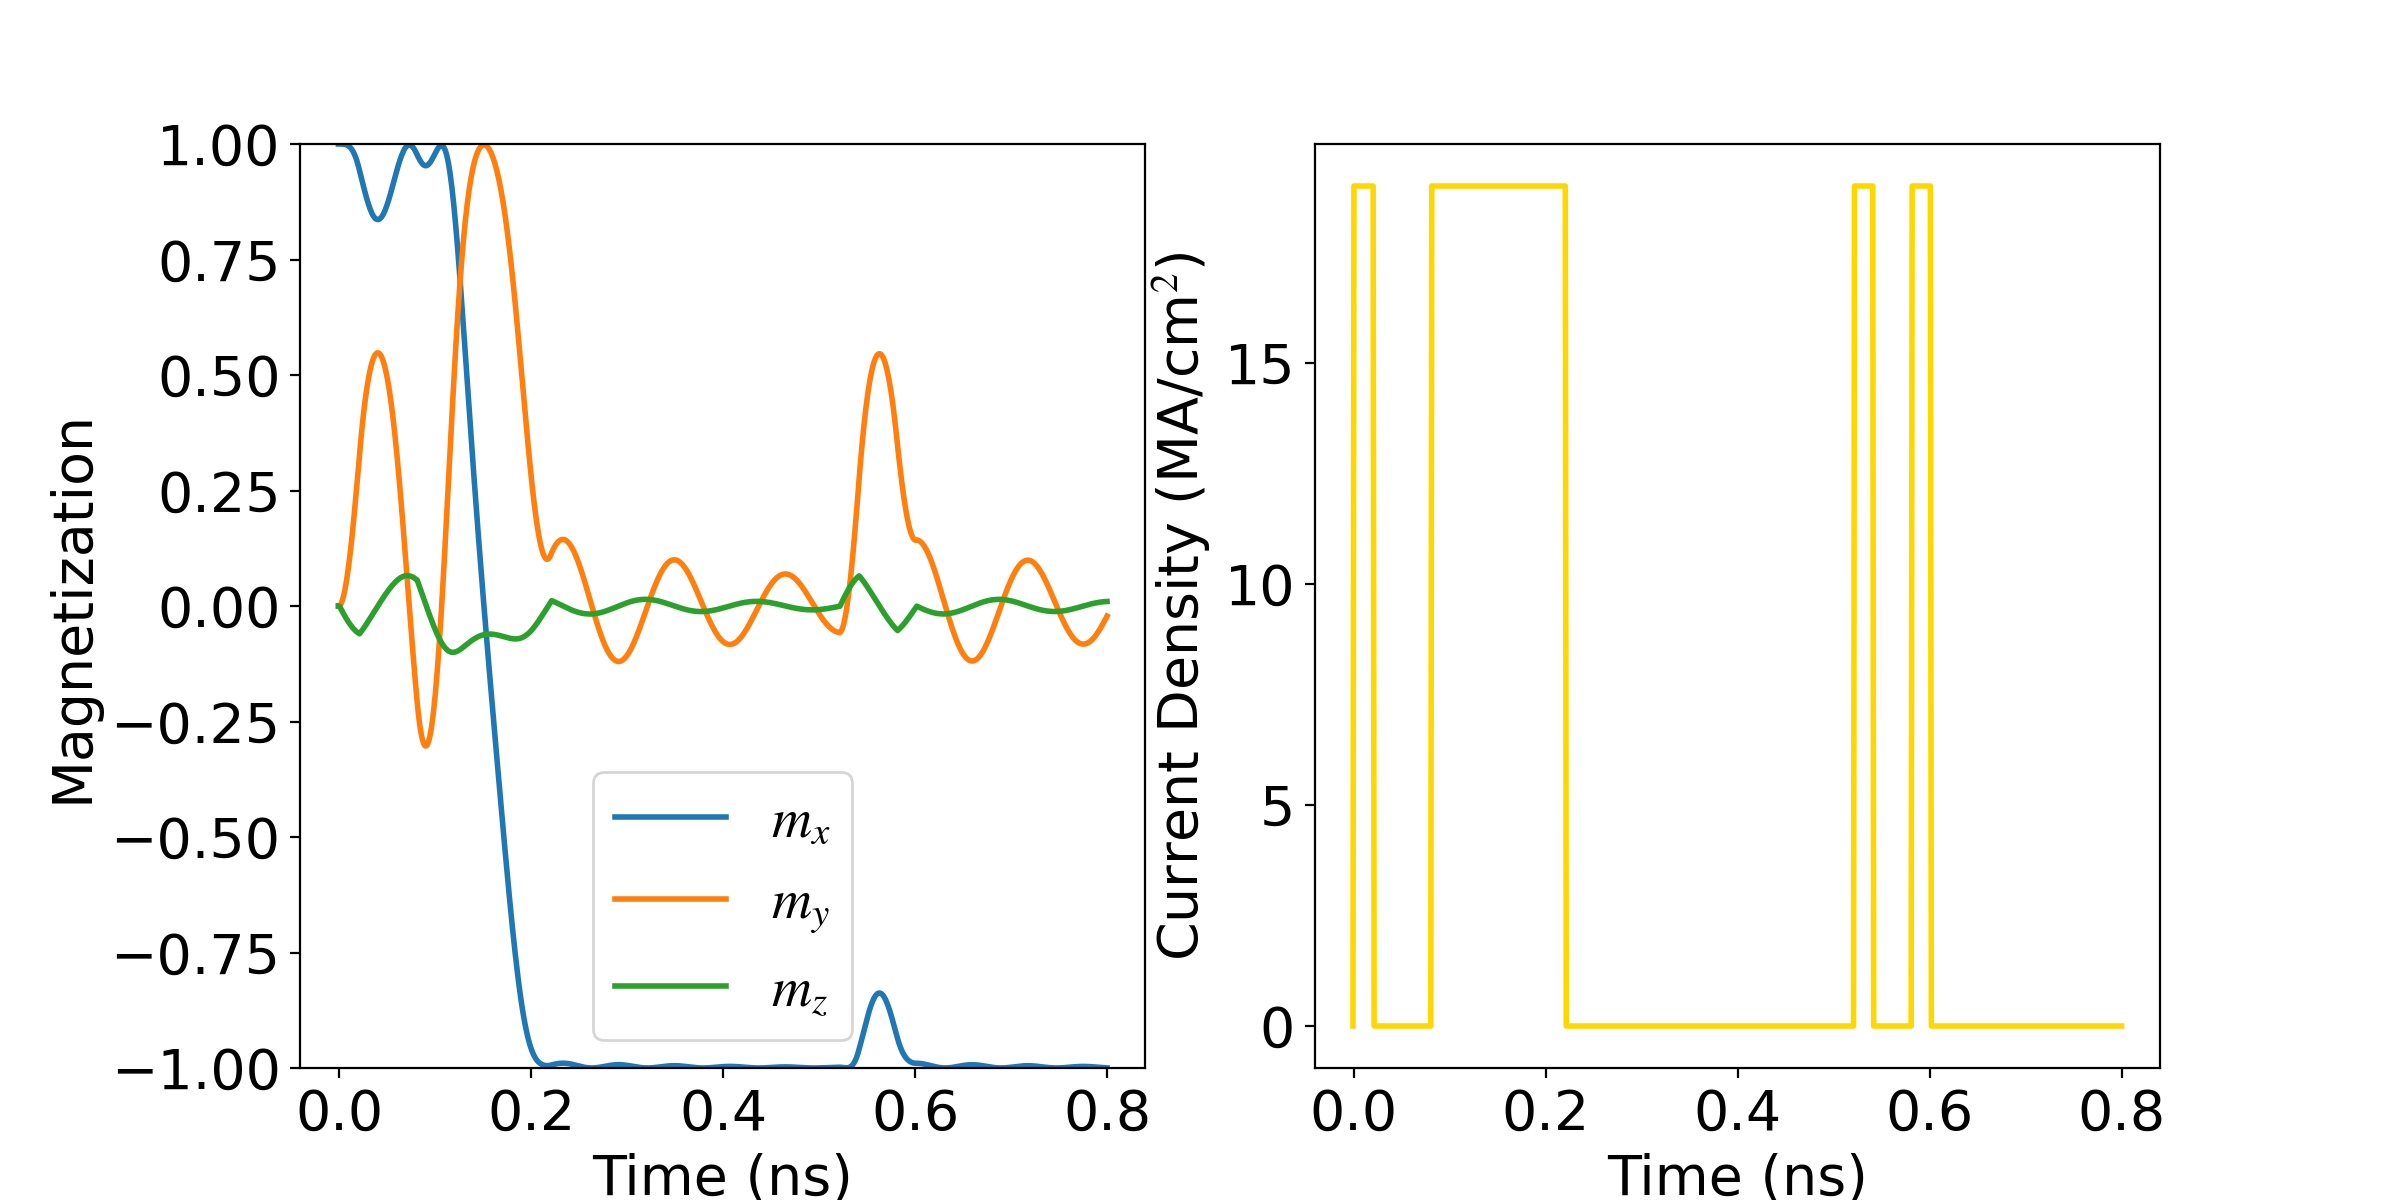 Magnetization
1.00
0.75
0.50
0.25
0.00
−0.25
−0.50
−0.75
−1.00
0.0 0.2 0.4 0.6 0.8
Time (ns)
m_x
m_y
m_z
Current Density (MA/cm²)
15
10
5
0
0.0 0.2 0.4 0.6 0.8
Time (ns)